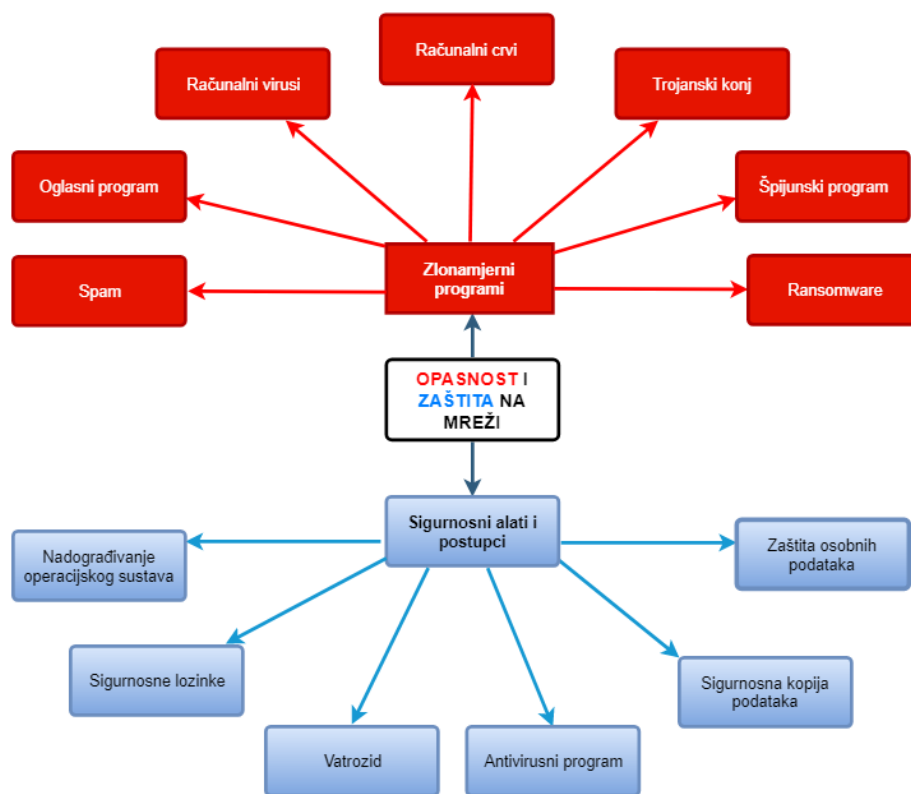 Računalni crvi
Računalni virusi
Trojanski konj
Oglasni program
Špijunski program
Spam
Zlonamjerni
programi
Ransomware
OPASNOST I
ZAŠTITA NA
MREŽI
Sigurnosni alati i
postupci
Nadograđivanje
operacijskog sustava
Zaštita osobnih
podataka
Sigurnosne lozinke
Sigurnosna kopija
podataka
Vatrozid
Antivirusni program